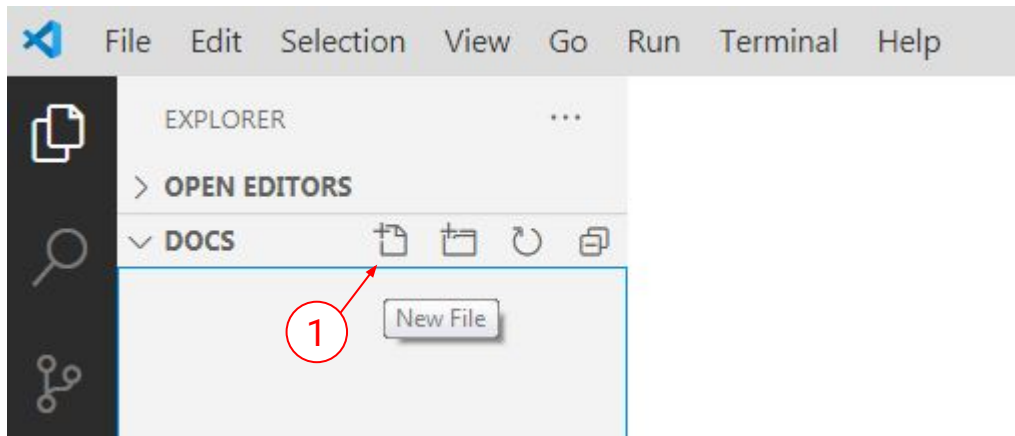 File Edit Selection View Go Run Terminal Help
EXPLORER ...
> OPEN EDITORS
DOCS
New File
1